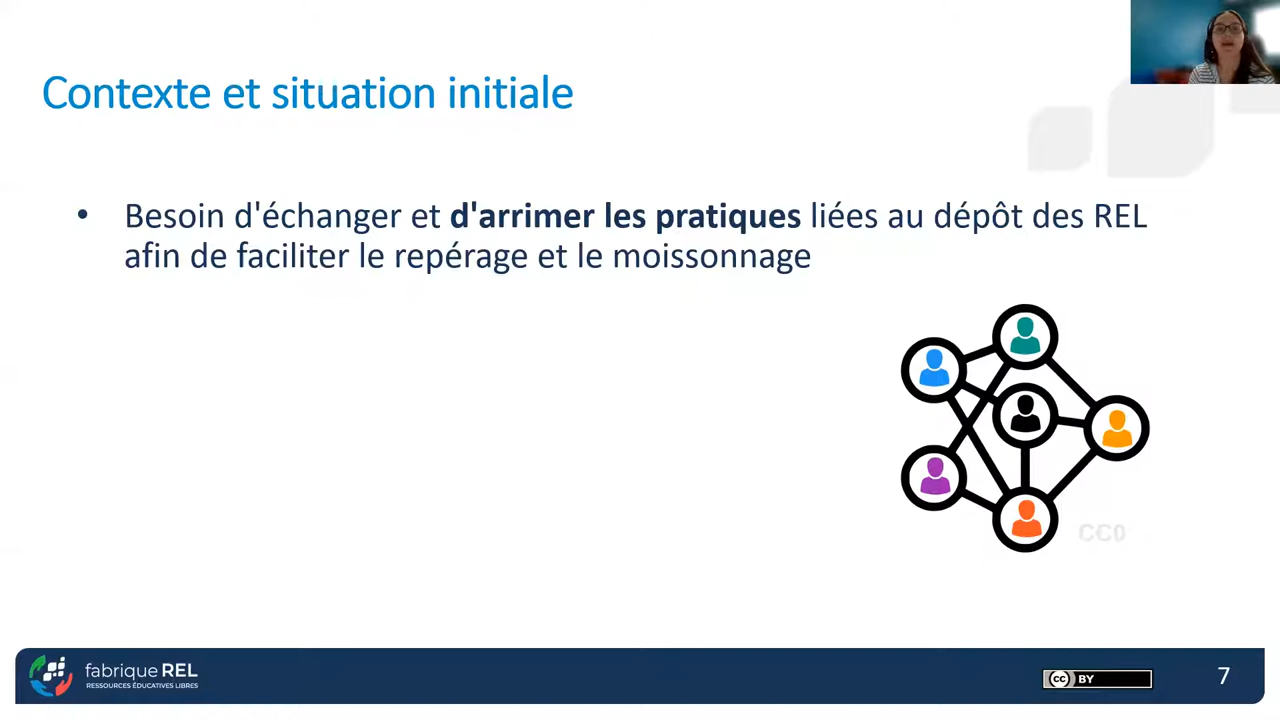 Contexte et situation initiale
• Besoin d'échanger et d'arrimer les pratiques liées au dépôt des REL
afin de faciliter le repérage et le moissonnage
CC0
fabrique REL
RESSOURCES ÉDUCATIVES LIBRES
cc BY
7